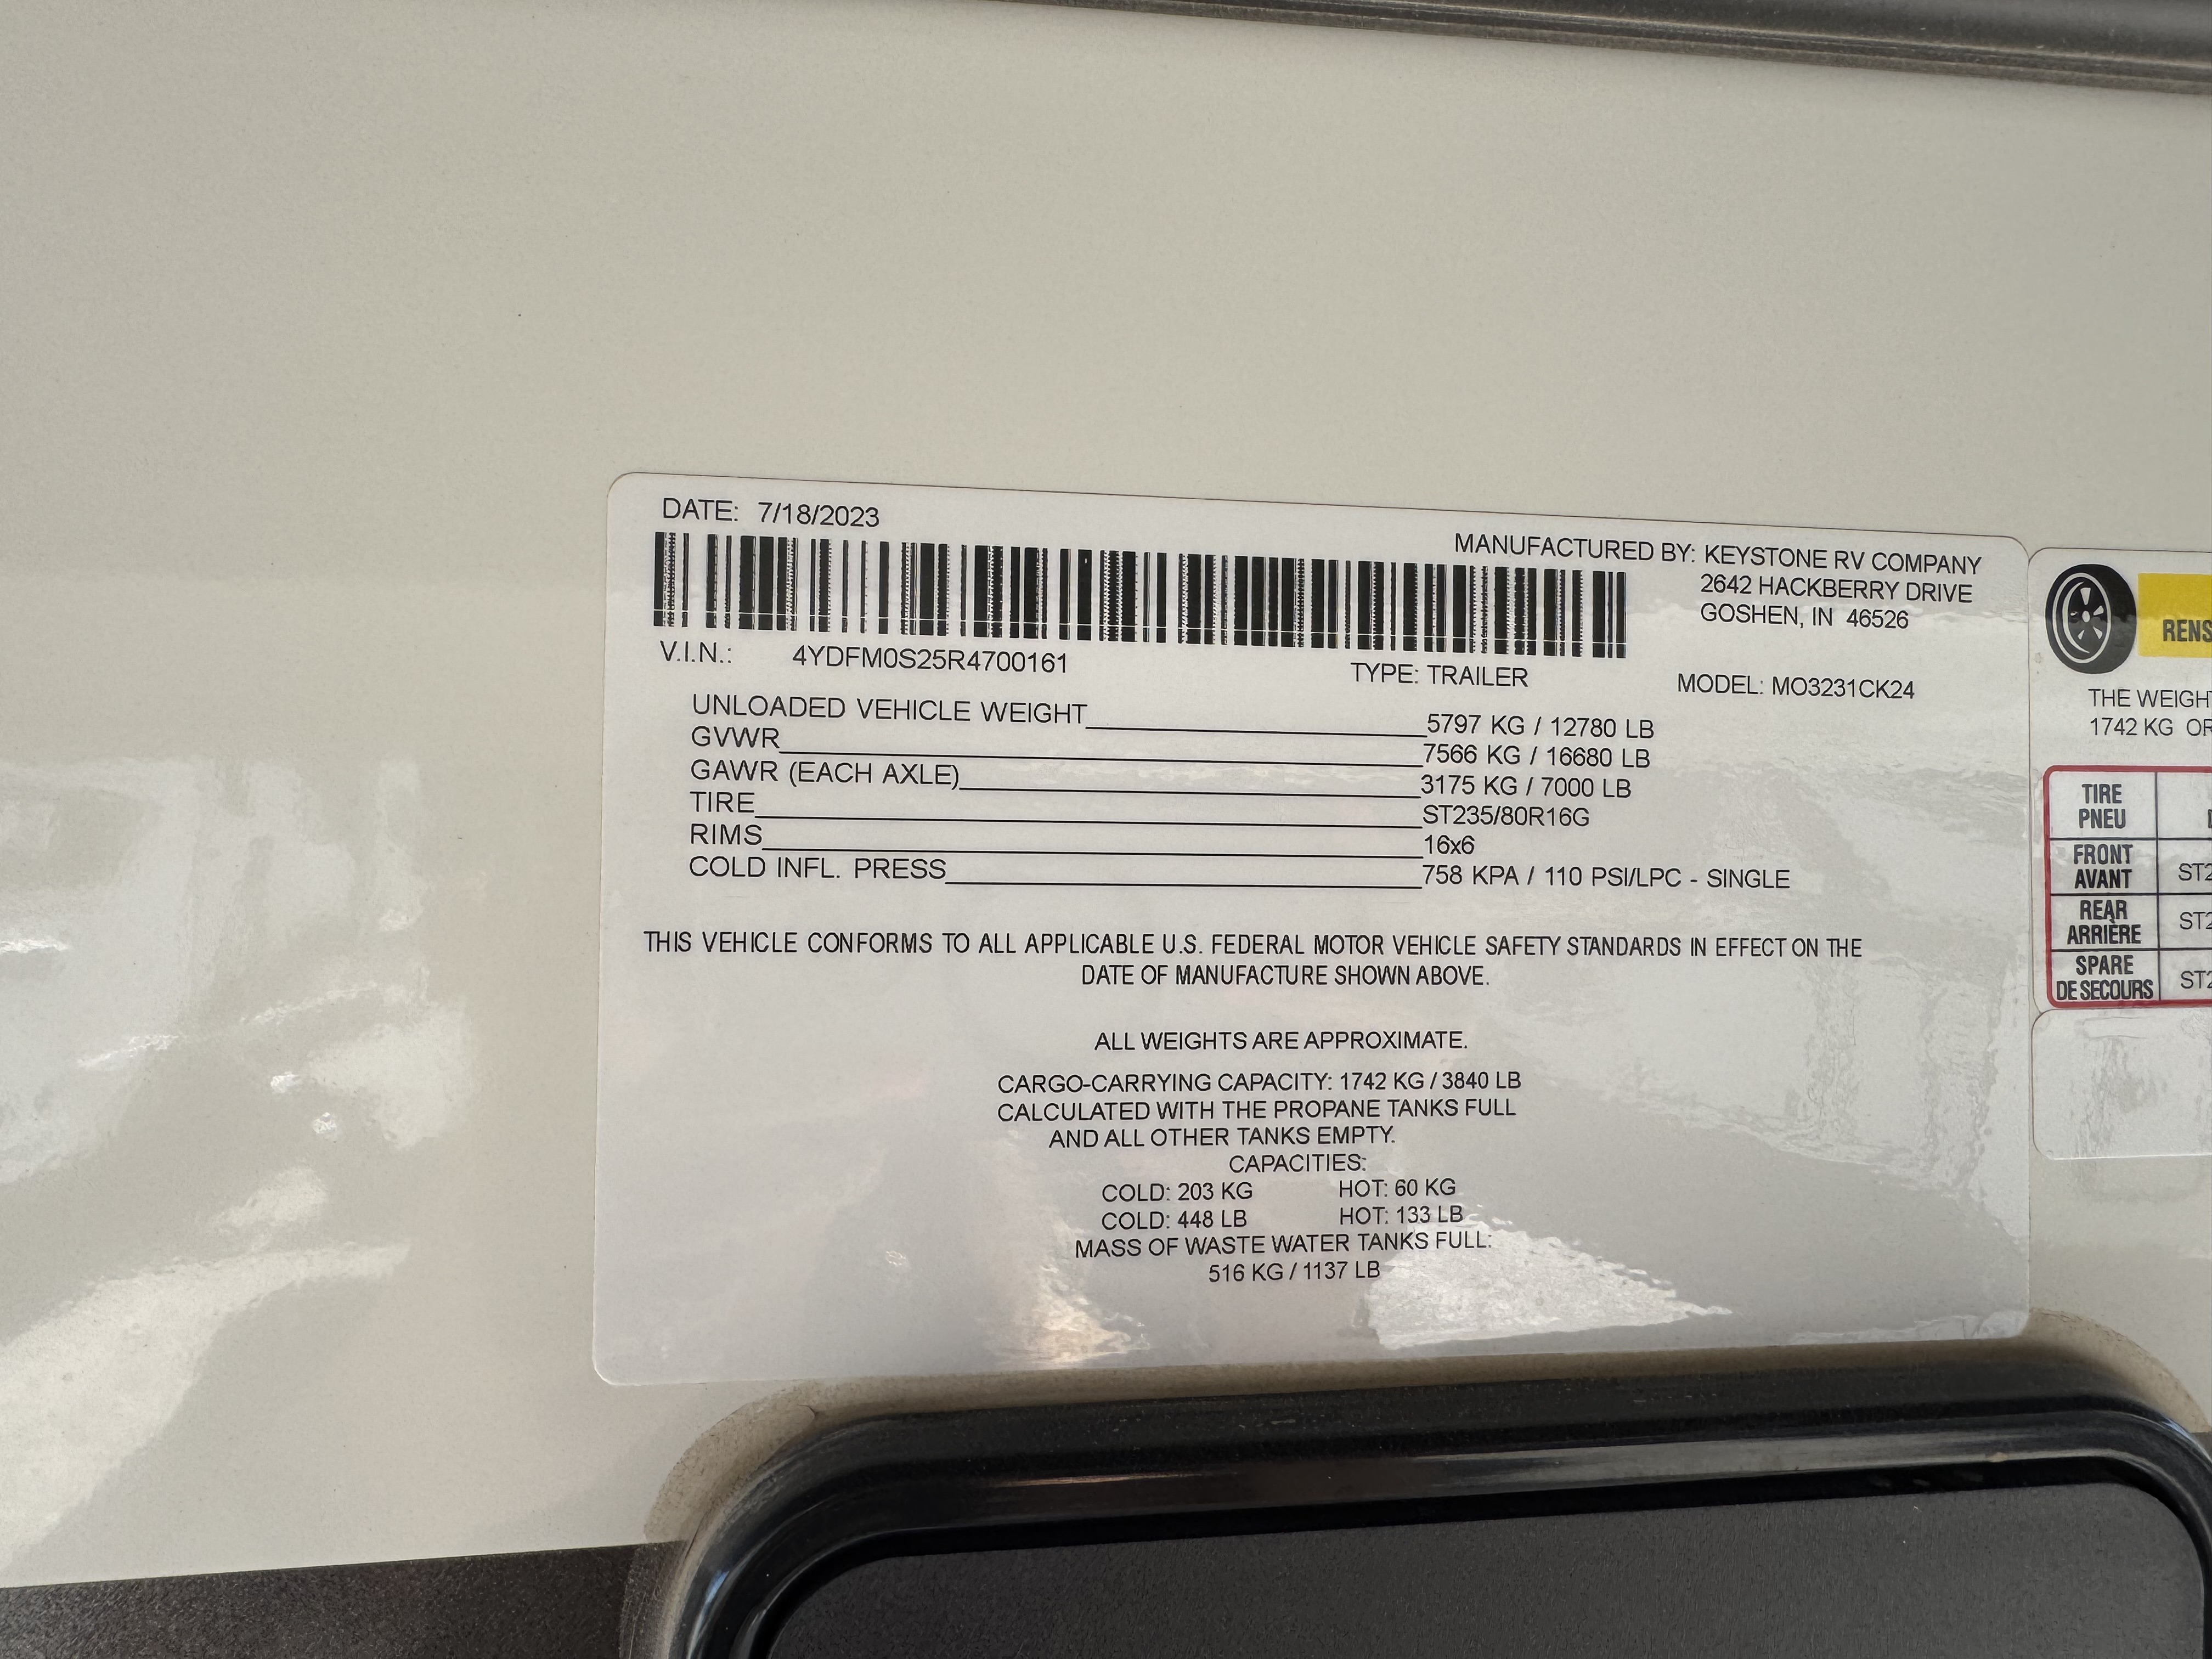 DATE: 7/18/2023
MANUFACTURED BY: KEYSTONE RV COMPANY
2642 HACKBERRY DRIVE
GOSHEN, IN 46526
V.I.N.: 4YDFM0S25R4700161
TYPE: TRAILER
MODEL: MO3231CK24
UNLOADED VEHICLE WEIGHT 5797 KG / 12780 LB
GVWR 7566 KG / 16680 LB
GAWR (EACH AXLE) 3175 KG / 7000 LB
TIRE ST235/80R16G
RIMS 16x6
COLD INFL. PRESS 758 KPA / 110 PSI/LPC - SINGLE
THIS VEHICLE CONFORMS TO ALL APPLICABLE U.S. FEDERAL MOTOR VEHICLE SAFETY STANDARDS IN EFFECT ON THE
DATE OF MANUFACTURE SHOWN ABOVE.
ALL WEIGHTS ARE APPROXIMATE.
CARGO-CARRYING CAPACITY: 1742 KG / 3840 LB
CALCULATED WITH THE PROPANE TANKS FULL
AND ALL OTHER TANKS EMPTY.
CAPACITIES:
COLD: 203 KG HOT: 60 KG
COLD: 448 LB HOT: 133 LB
MASS OF WASTE WATER TANKS FULL:
516 KG / 1137 LB
RENS
THE WEIGHT
1742 KG OR
TIRE
PNEU
FRONT
AVANT ST2
REAR
ARRIÈRE ST2
SPARE
DE SECOURS ST2